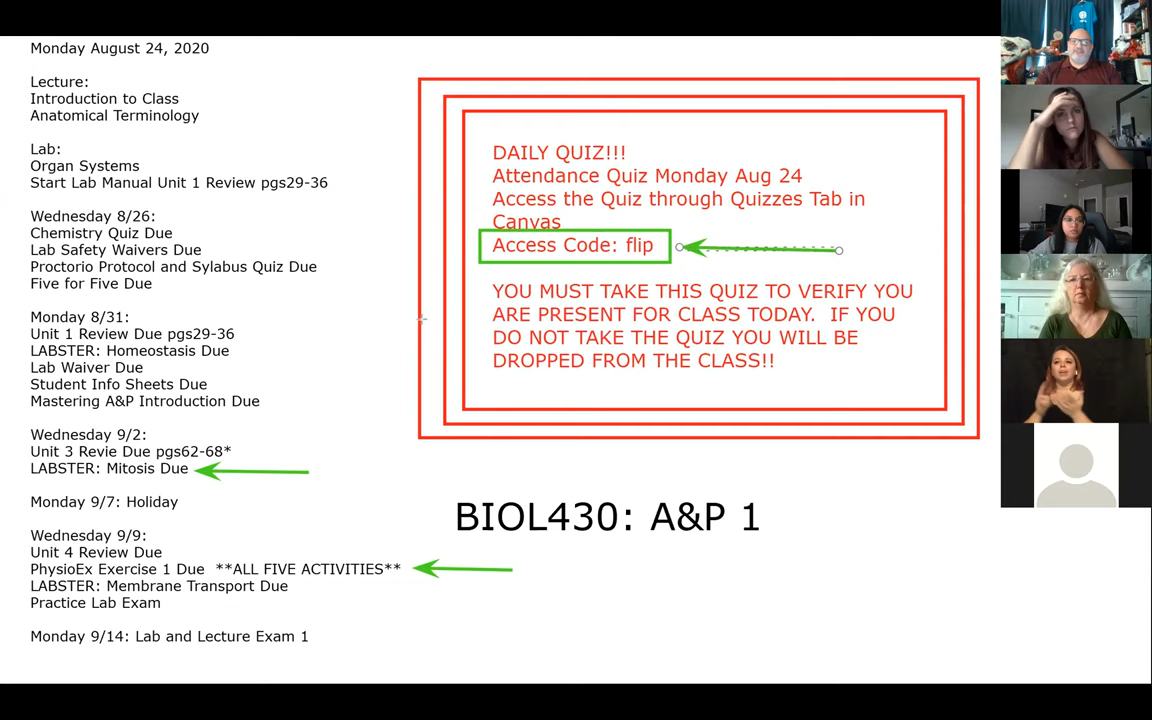 Monday August 24, 2020
Lecture:
Introduction to Class
Anatomical Terminology
Lab:
Organ Systems
Start Lab Manual Unit 1 Review pgs29-36
Wednesday 8/26:
Chemistry Quiz Due
Lab Safety Waivers Due
Proctorio Protocol and Sylabus Quiz Due
Five for Five Due
Monday 8/31:
Unit 1 Review Due pgs29-36
LABSTER: Homeostasis Due
Lab Waiver Due
Student Info Sheets Due
Mastering A&P Introduction Due
Wednesday 9/2:
Unit 3 Revie Due pgs62-68*
LABSTER: Mitosis Due
Monday 9/7: Holiday
Wednesday 9/9:
Unit 4 Review Due
PhysioEx Exercise 1 Due  **ALL FIVE ACTIVITIES**
LABSTER: Membrane Transport Due
Practice Lab Exam
Monday 9/14: Lab and Lecture Exam 1
DAILY QUIZ!!!
Attendance Quiz Monday Aug 24
Access the Quiz through Quizzes Tab in
Canvas
Access Code: flip
YOU MUST TAKE THIS QUIZ TO VERIFY YOU
ARE PRESENT FOR CLASS TODAY.  IF YOU
DO NOT TAKE THE QUIZ YOU WILL BE
DROPPED FROM THE CLASS!!
BIOL430: A&P 1